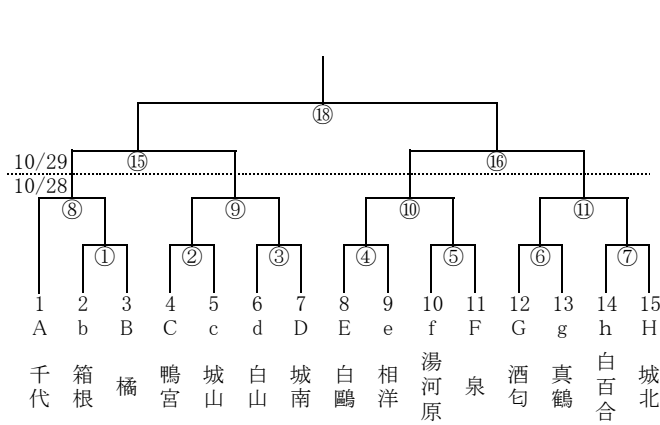 ⑱
10/29 ⑮ ⑯
10/28
⑧ ⑨ ⑩ ⑪
① ② ③ ④ ⑤ ⑥ ⑦
1 2 3 4 5 6 7 8 9 10 11 12 13 14 15
A b B C c d D E e f F G g h H
千代 箱根 橘 鴨宮 城山 白山 城南 白鷗 相洋 湯河原 泉 酒匂 真鶴 白百合 城北